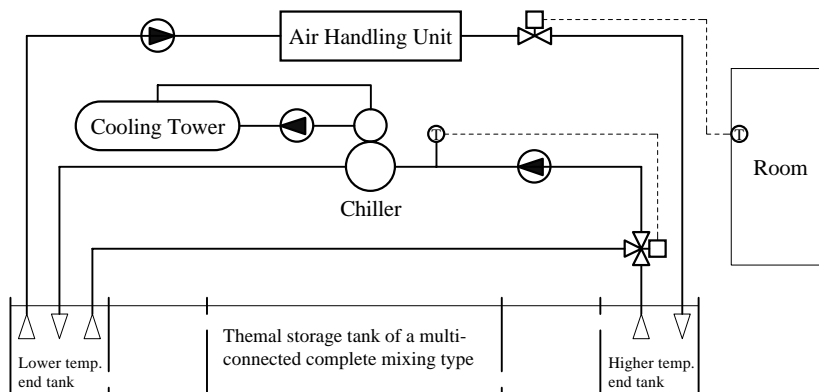 Air Handling Unit
Cooling Tower
T
T
Room
Chiller
Themal storage tank of a multi-
connected complete mixing type
Lower temp.
end tank
Higher temp.
end tank